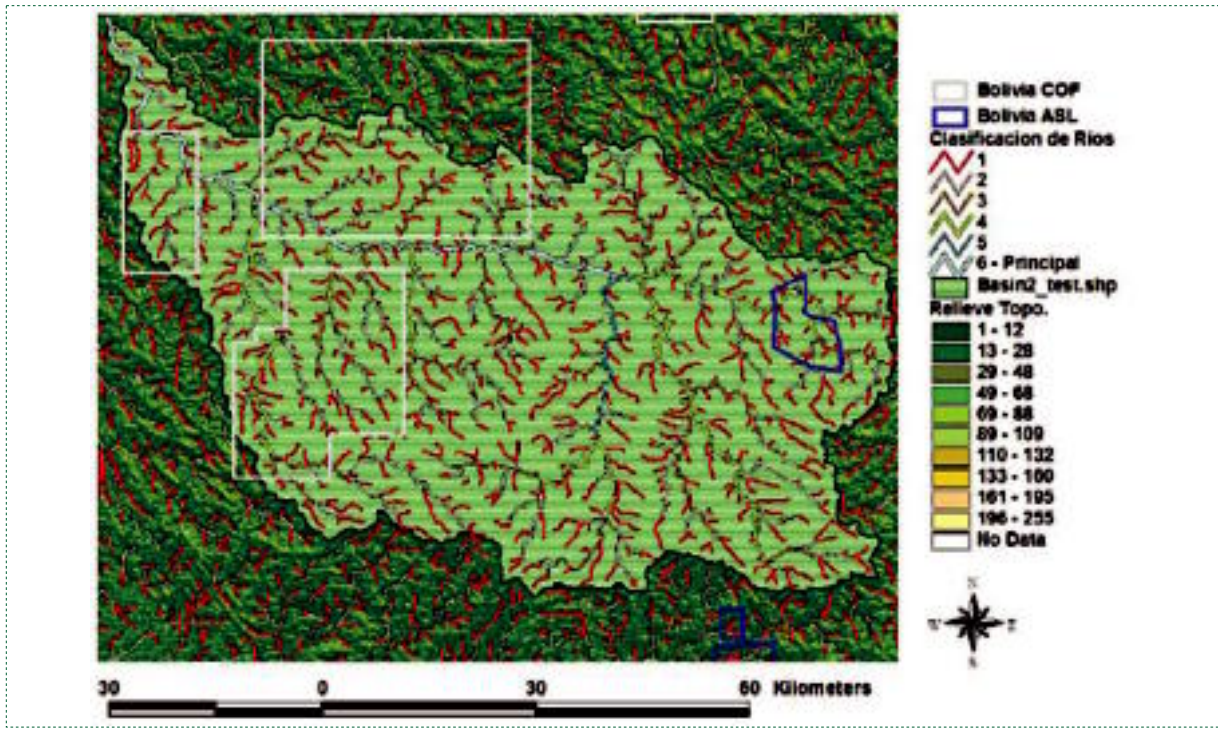 Bolivia COF
Bolivia ASL
Clasificacion de Rios
1
2
3
4
5
6 - Principal
Basin2_test.shp
Relieve Topo.
1 - 12
13 - 28
29 - 48
49 - 68
69 - 88
89 - 109
110 - 132
133 - 160
161 - 195
196 - 255
No Data
N
W E
S
30 0 30 60 Kilometers